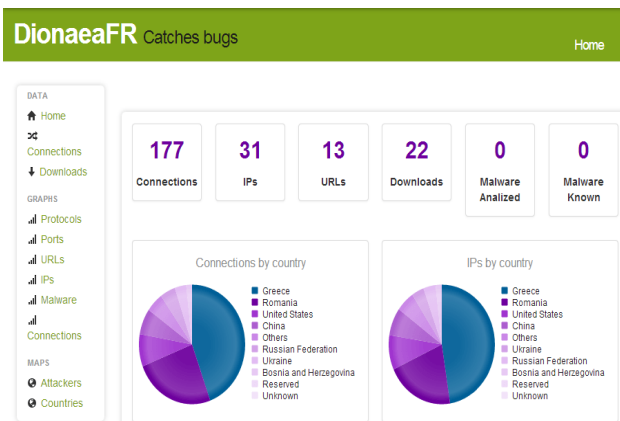 DionaeaFR Catches bugs
Home
DATA
Home
Connections
Downloads
GRAPHS
Protocols
Ports
URLs
IPs
Malware
Connections
MAPS
Attackers
Countries
177
Connections
31
IPs
13
URLs
22
Downloads
0
Malware
Analized
0
Malware
Known
Connections by country
Greece
Romania
United States
China
Others
Russian Federation
Ukraine
Bosnia and Herzegovina
Reserved
Unknown
IPs by country
Greece
Romania
United States
China
Others
Ukraine
Russian Federation
Bosnia and Herzegovina
Reserved
Unknown